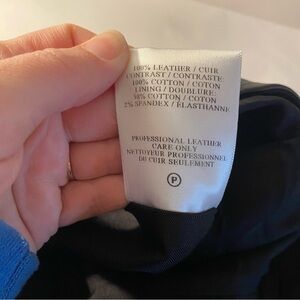 100% LEATHER / CUIR
CONTRAST / CONTRASTE
100% COTTON / COTON
LINING / DOUBLURE
98% COTTON / COTON
2% SPANDEX / ÉLASTHANNE
PROFESSIONAL LEATHER
CARE ONLY
NETTOYEUR PROFESSIONNEL
DU CUIR SEULEMENT
P